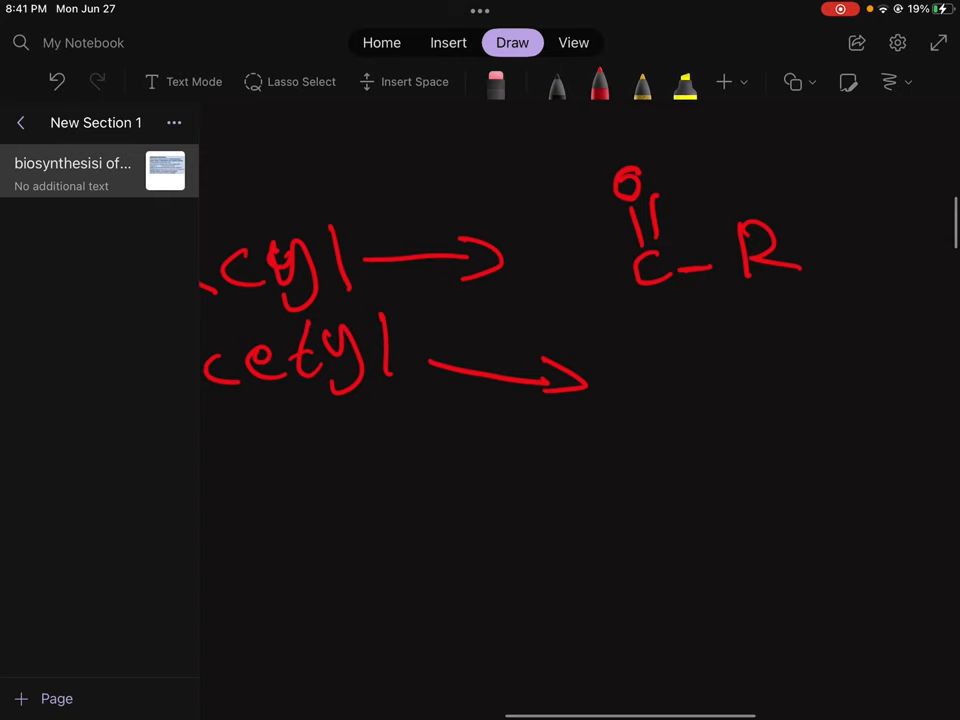 8:41 PM Mon Jun 27
19%
My Notebook
Home Insert Draw View
Text Mode Lasso Select Insert Space
New Section 1
biosynthesisi of...
No additional text
O
cyl C - R
cetyl
Page